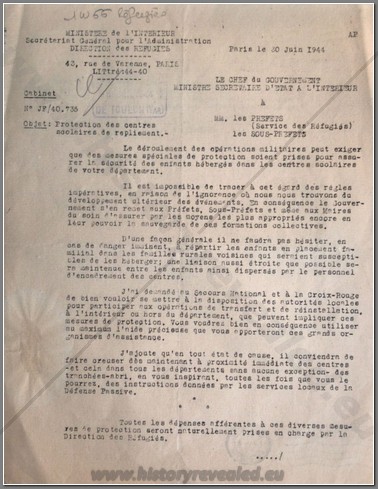 1W66 Réfugiés
MINISTERE de l'INTERIEUR
AP
Secrétariat Général pour l'Administration
DIRECTION des REFUGIES
Paris le 30 Juin 1944
43, rue de Varenne, PARIS
LITtré
LE CHEF du GOUVERNEMENT
MINISTRE SECRETAIRE D'ETAT A L'INTERIEUR
Cabinet
à
N° JF/40.
Objet: Protection des centres
scolaires de repliement.-
MM. les PREFETS
(Service des Réfugiés)
les SOUS-PREFETS
Le déroulement des opérations militaires peut exiger
que des mesures spéciales de protection soient prises pour assu-
rer la sécurité des enfants hébergés dans les centres scolaires
de votre département.
Il est impossible de tracer à cet égard des règles
impératives, en raison de l'ignorance où nous nous trouvons du
développement ultérieur des événements. En conséquence le Gouver-
nement s'en remet aux Préfets, Sous-Préfets et même aux Maires
du soin d'assurer par les moyens les plus appropriés encore en
leur pouvoir la sauvegarde de ces formations collectives.
D'une façon générale il ne faudra pas hésiter, en
cas de danger imminent, à répartir les enfants en placement fa-
milial dans les familles rurales voisines qui seraient suscep-
tibles de les héberger; une liaison aussi étroite que possible se-
ra maintenue entre les enfants ainsi dispersés par le personnel
d'encadrement des centres.
J'ai demandé au Secours National et à la Croix-Rouge
de bien vouloir se mettre à la disposition des autorités locales
pour participer aux opérations de transfert et de réinstallation,
à l'intérieur ou hors du département, que peuvent impliquer ces
mesures de protection. Vous voudrez bien en conséquence utiliser
au maximum l'aide précieuse que vous apporteront ces grands or-
ganismes d'assistance.
J'ajoute qu'en tout état de cause, il conviendra de
faire creuser dès maintenant à proximité immédiate des centres
-et cela dans tous les départements sans aucune exception- des
tranchées-abri, en vous inspirant, toutes les fois que vous le
pourrez, des instructions données par les services locaux de la
Défense Passive.
Toutes les dépenses afférentes à ces diverses mesu-
res de protection seront naturellement prises en charge par la
Direction des Réfugiés.
...../
www.historyrevealed.eu